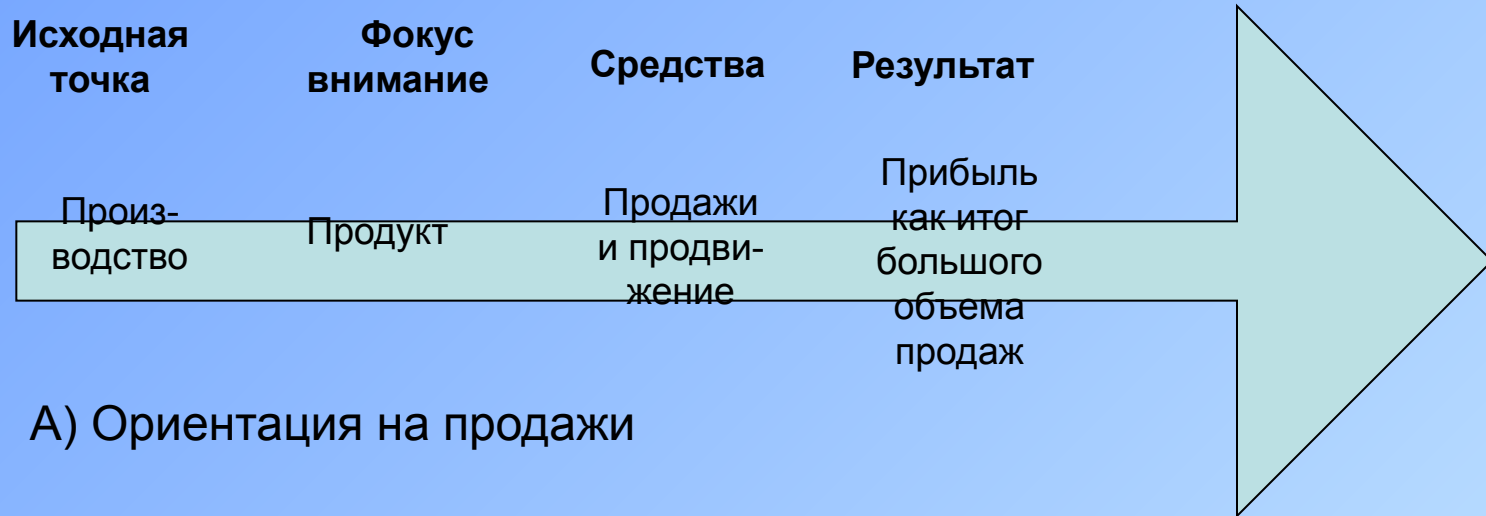 Исходная
точка
Фокус
внимание
Средства
Результат
Произ-
водство
Продукт
Продажи
и продви-
жение
Прибыль
как итог
большого
объема
продаж
А) Ориентация на продажи